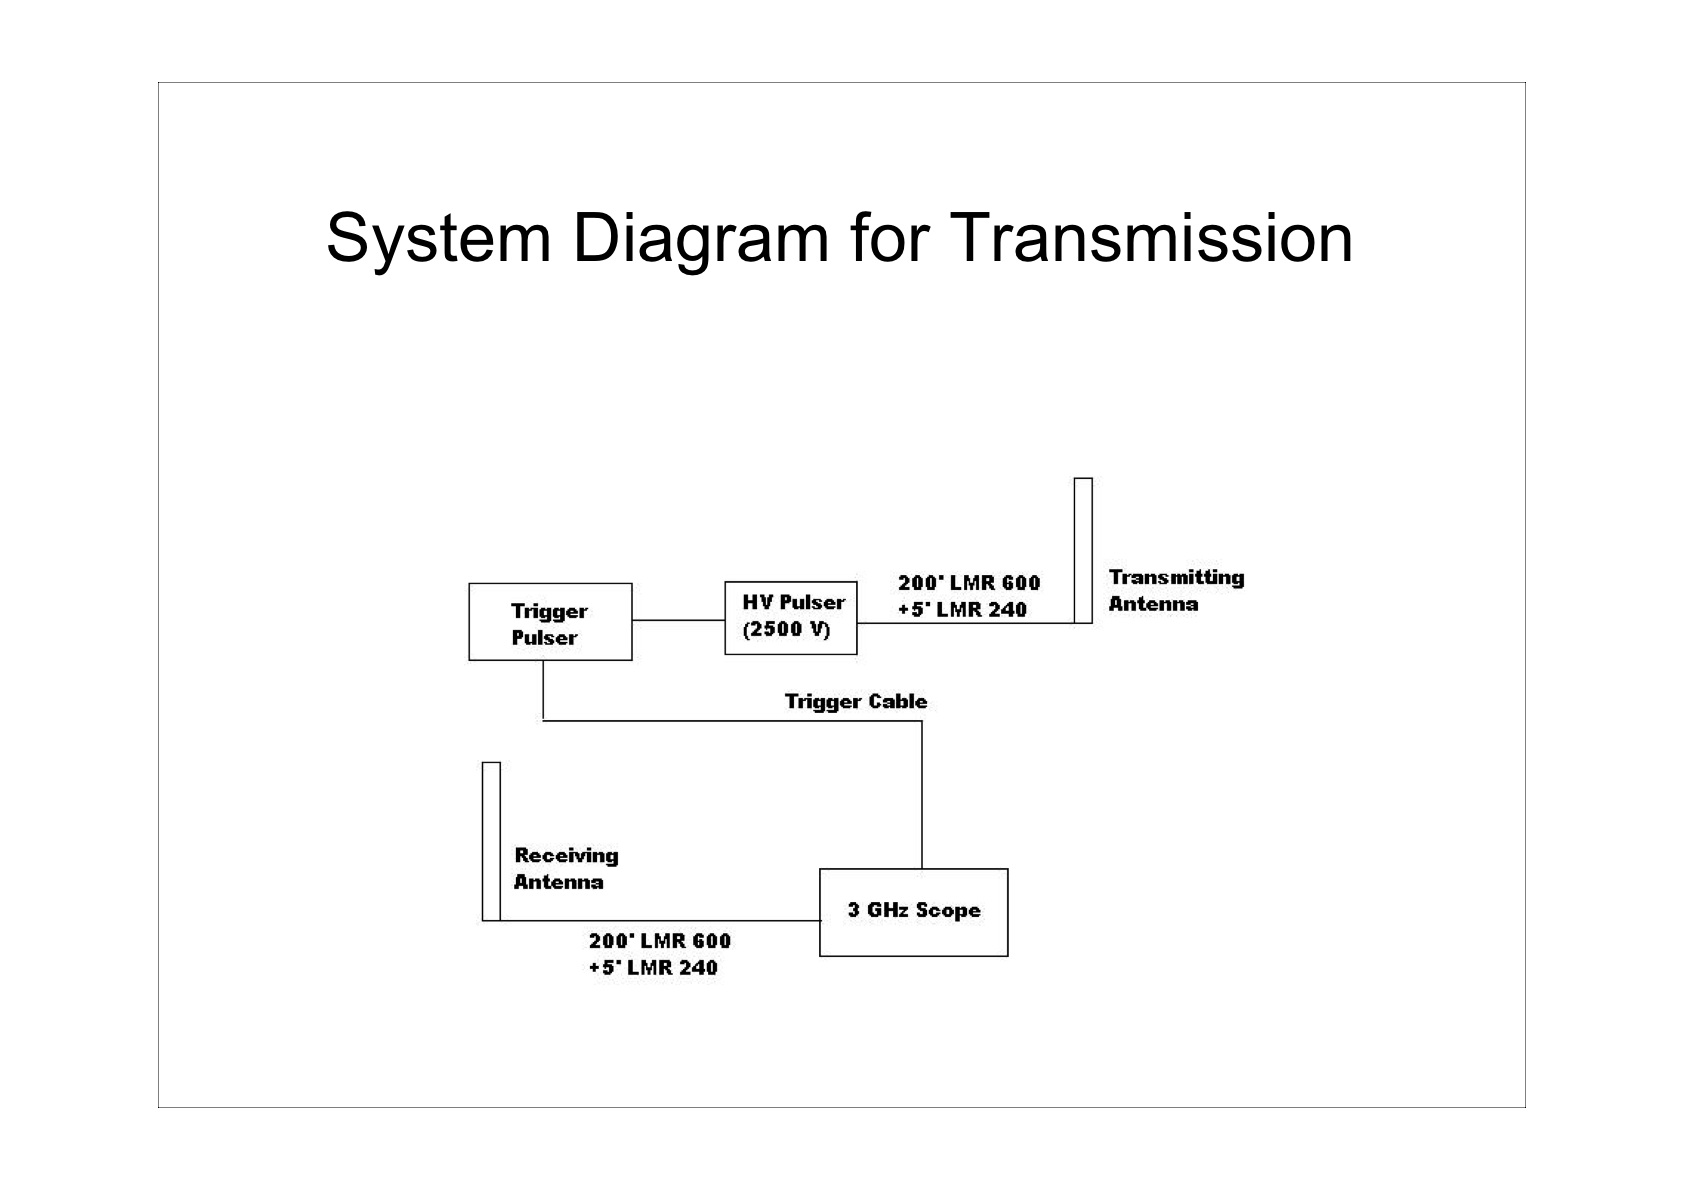 System Diagram for Transmission
200' LMR 600
+5' LMR 240
Transmitting
Antenna
HV Pulser
(2500 V)
Trigger
Pulser
Trigger Cable
Receiving
Antenna
3 GHz Scope
200' LMR 600
+5' LMR 240